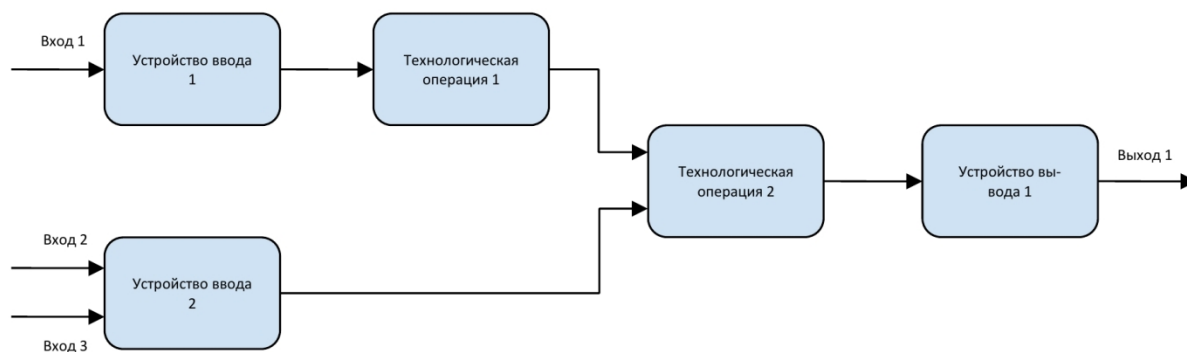 Вход 1
Устройство ввода
1
Технологическая
операция 1
Технологическая
операция 2
Устройство вы-
вода 1
Выход 1
Вход 2
Устройство ввода
2
Вход 3